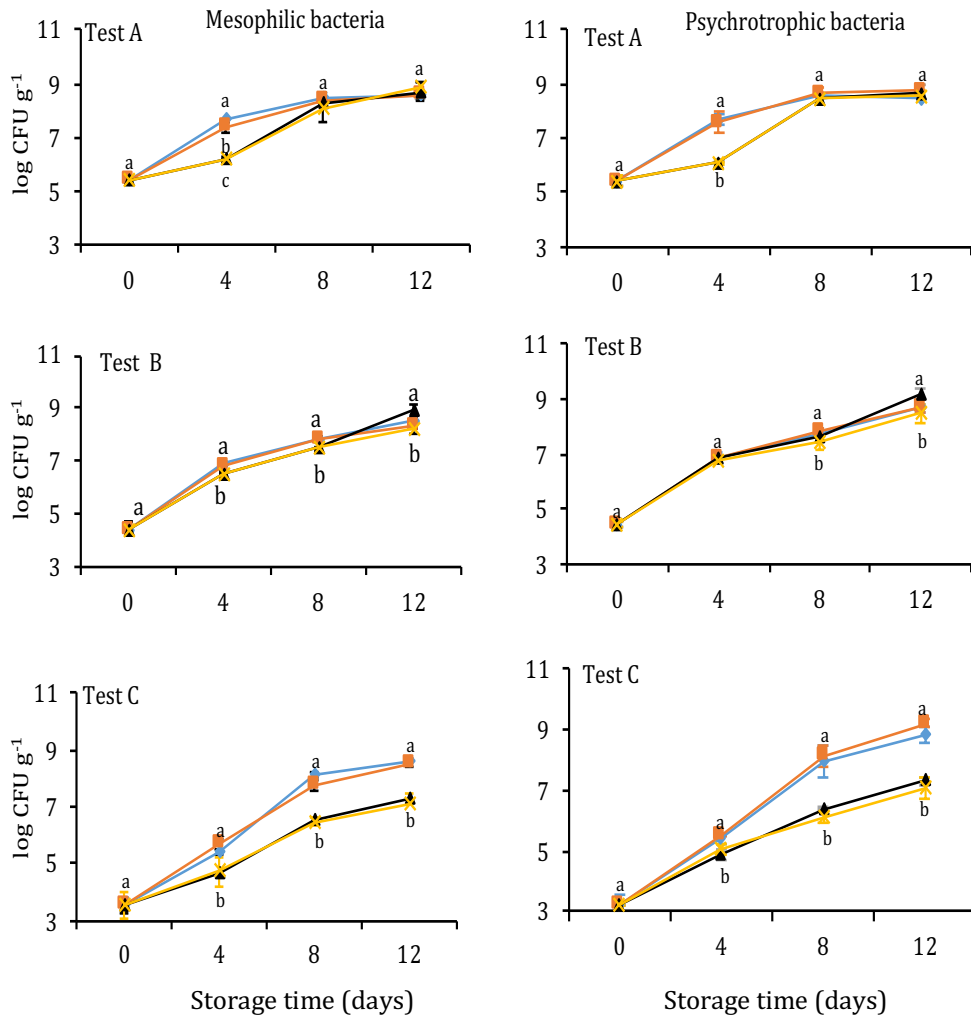 Mesophilic bacteria
Psychrotrophic bacteria
Test A
11
9
7
5
3
log CFU g⁻¹
a
a
a
a
b
c
0 4 8 12
Test A
11
9
7
5
3
a
a
a
a
b
0 4 8 12
Test B
11
9
7
5
3
log CFU g⁻¹
a
a
a
a
b
b
b
0 4 8 12
Test B
11
9
7
5
3
a
a
a
a
b
b
0 4 8 12
Test C
11
9
7
5
3
log CFU g⁻¹
a
a
a
a
b
b
b
0 4 8 12
Storage time (days)
Test C
11
9
7
5
3
a
a
a
a
b
b
b
0 4 8 12
Storage time (days)